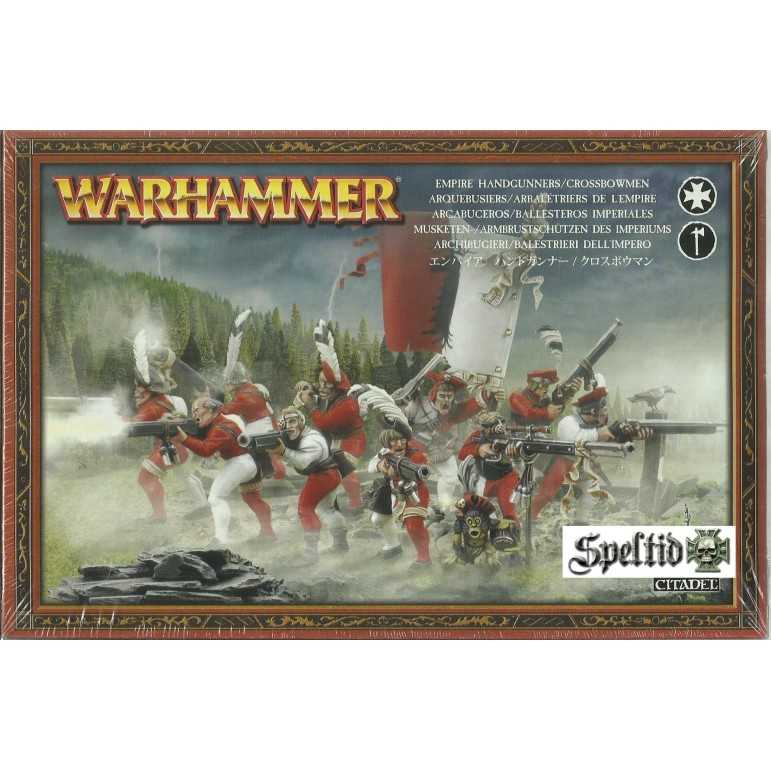 WARHAMMER®
EMPIRE HANDGUNNERS/CROSSBOWMEN
ARQUEBUSIERS/ARBALÉTRIERS DE L'EMPIRE
ARCABUCEROS/BALLESTEROS IMPERIALES
MUSKETEN-/ARMBRUSTSCHÜTZEN DES IMPERIUMS
ARCHIBUGIERI/BALESTRIERI DELL'IMPERO
エンパイア ハンドガンナー/クロスボウマン
Speltid
CITADEL